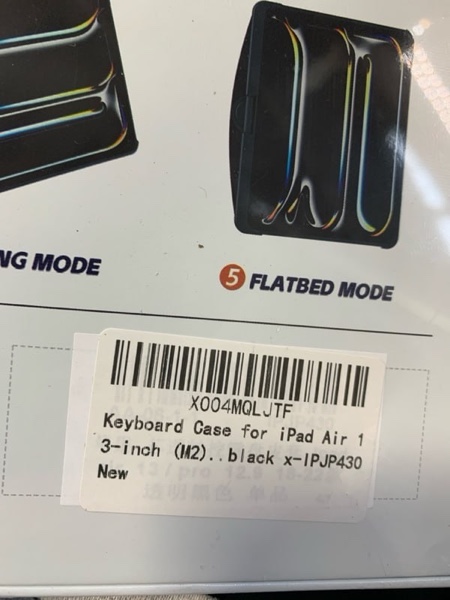 NG MODE
5 FLATBED MODE
X004MQLJTF
Keyboard Case for iPad Air 1
3-inch (M2)..black x-IPJP430
New